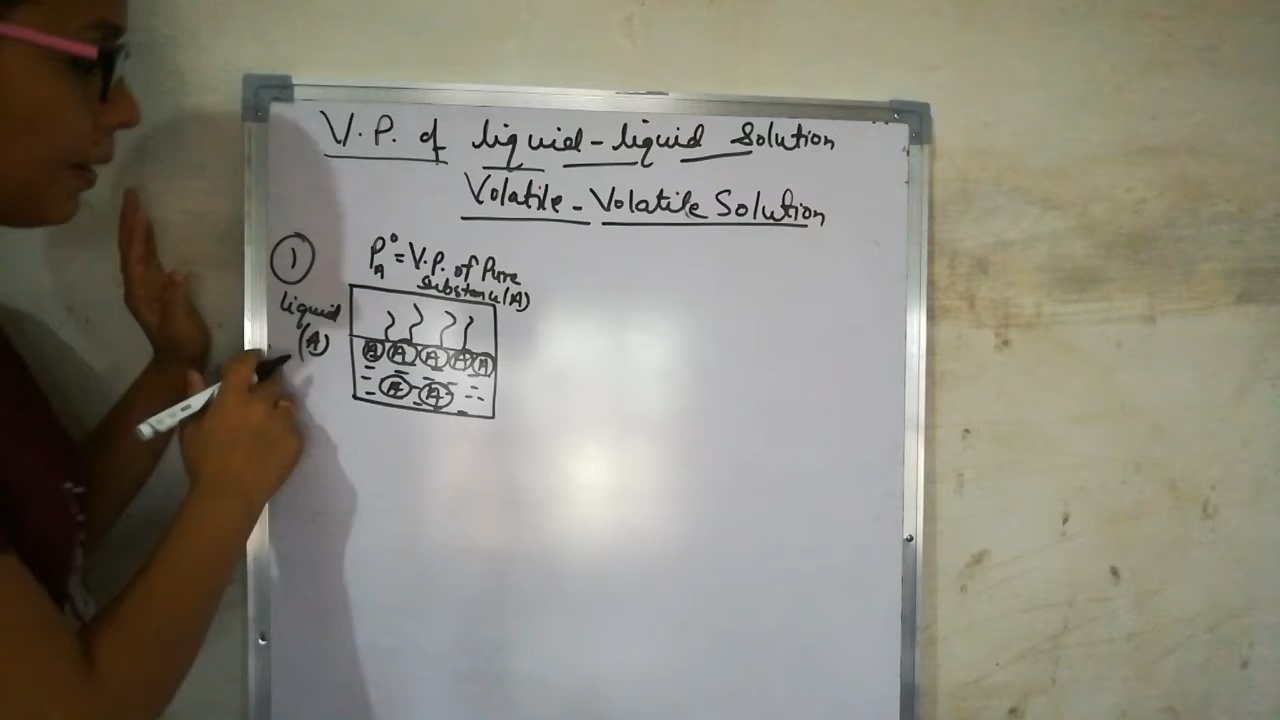 V.P. of liquid-liquid Solution
Volatile - Volatile Solution
1
P°A = V.P. of Pure
Substance (A)
liquid
(A)
A A A A A
A A